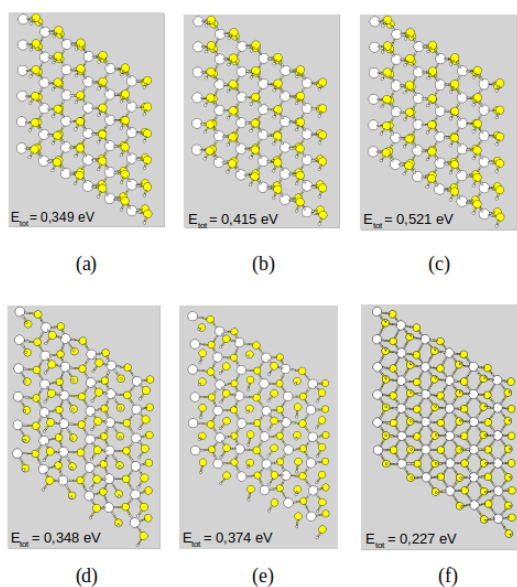 E_tot = 0,349 eV
E_tot = 0,415 eV
E_tot = 0,521 eV
(a)
(b)
(c)
E_tot = 0,348 eV
E_tot = 0,374 eV
E_tot = 0,227 eV
(d)
(e)
(f)